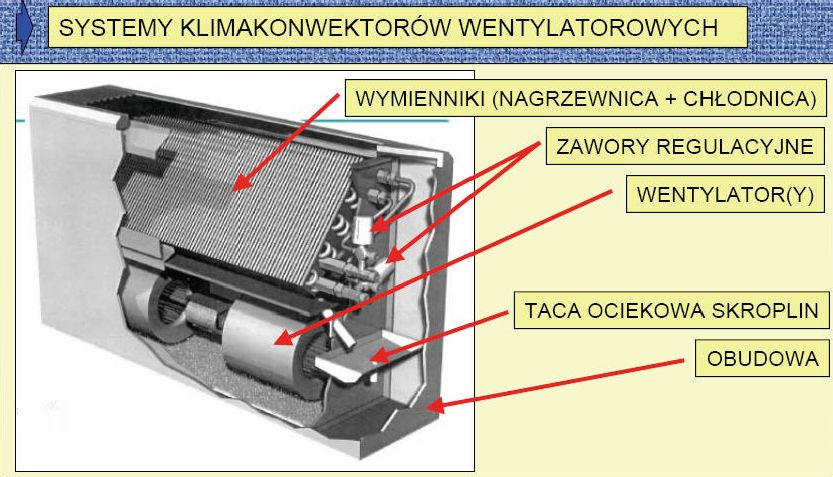 SYSTEMY KLIMAKONWEKTORÓW WENTYLATOROWYCH
WYMIENNIKI (NAGRZEWNICA + CHŁODNICA)
ZAWORY REGULACYJNE
WENTYLATOR(Y)
TACA OCIEKOWA SKROPLIN
OBUDOWA